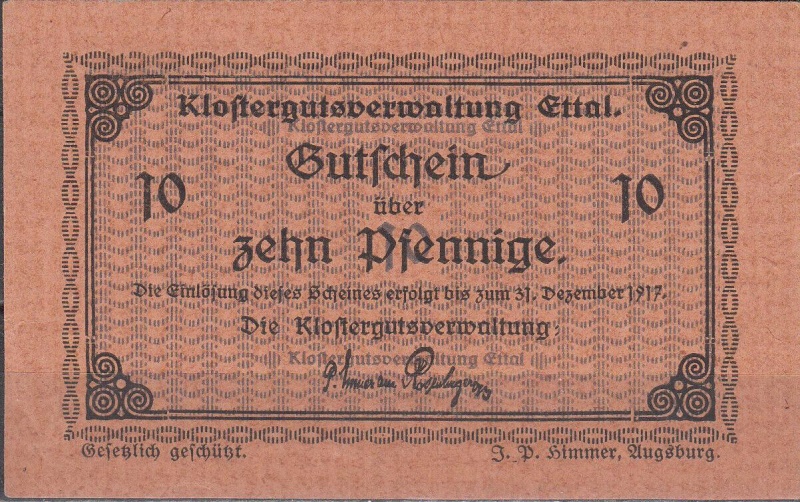 Klostergutsverwaltung Ettal.
Klostergutsverwaltung Ettal
Gutschein
10 über 10
10
zehn Pfennige.
Die Einlösung dieses Scheines erfolgt bis zum 31. Dezember 1917.
Die Klostergutsverwaltung:
Klostergutsverwaltung Ettal
P.
Gesetzlich geschützt. J. P. Himmer, Augsburg.